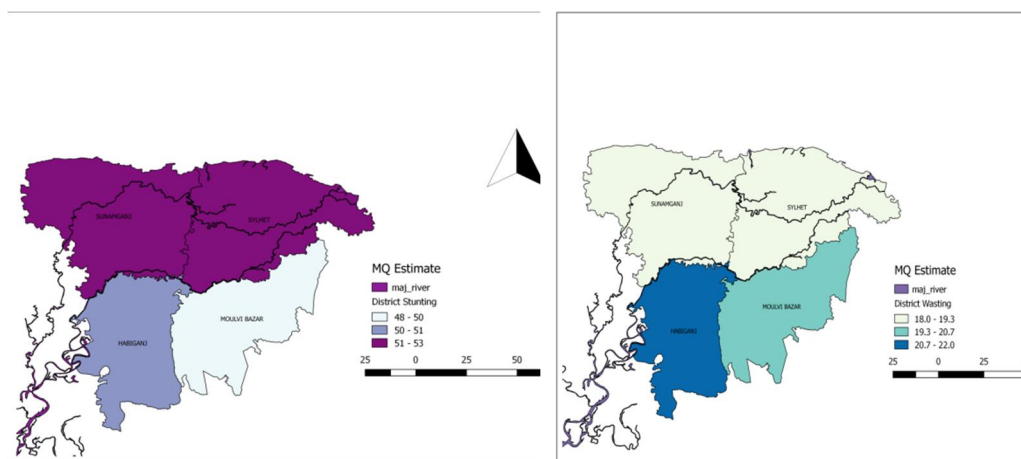 SUNAMGANJ
SYLHET
MOULVI BAZAR
HABIGANJ
MQ Estimate
maj_river
District Stunting
48 - 50
50 - 51
51 - 53
25 0 25 50
SUNAMGANJ
SYLHET
MOULVI BAZAR
HABIGANJ
MQ Estimate
maj_river
District Wasting
18.0 - 19.3
19.3 - 20.7
20.7 - 22.0
25 0 25